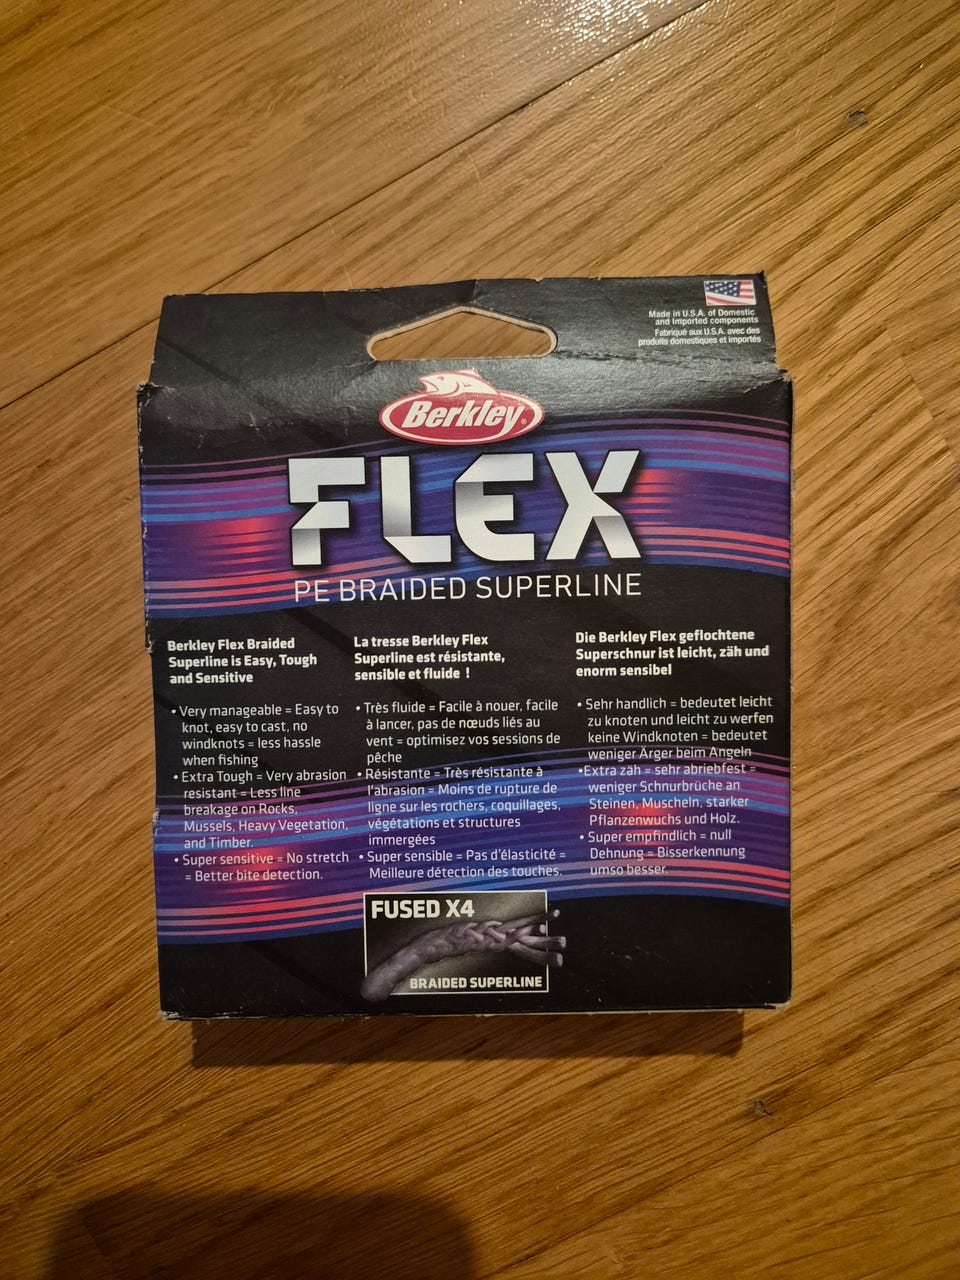 Made in U.S.A. of Domestic
and Imported components
Fabriqué aux U.S.A. avec des
produits domestiques et importés
Berkley®
FLEX
PE BRAIDED SUPERLINE
Berkley Flex Braided
Superline is Easy, Tough
and Sensitive
• Very manageable = Easy to
knot, easy to cast, no
windknots = less hassle
when fishing
• Extra Tough = Very abrasion
resistant = Less line
breakage on Rocks,
Mussels, Heavy Vegetation,
and Timber.
• Super sensitive = No stretch
= Better bite detection.
La tresse Berkley Flex
Superline est résistante,
sensible et fluide !
• Très fluide = Facile à nouer, facile
à lancer, pas de nœuds liés au
vent = optimisez vos sessions de
pêche
• Résistante = Très résistante à
l'abrasion = Moins de rupture de
ligne sur les rochers, coquillages,
végétations et structures
immergées
• Super sensible = Pas d'élasticité =
Meilleure détection des touches.
Die Berkley Flex geflochtene
Superschnur ist leicht, zäh und
enorm sensibel
• Sehr handlich = bedeutet leicht
zu knoten und leicht zu werfen
keine Windknoten = bedeutet
weniger Ärger beim Angeln
•Extra zäh = sehr abriebfest =
weniger Schnurbrüche an
Steinen, Muscheln, starker
Pflanzenwuchs und Holz.
• Super empfindlich = null
Dehnung = Bisserkennung
umso besser.
FUSED X4
BRAIDED SUPERLINE